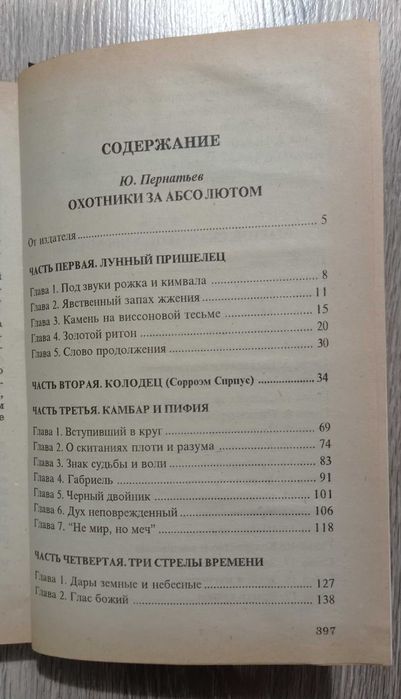 СОДЕРЖАНИЕ
Ю. Пернатьев
ОХОТНИКИ ЗА АБСОЛЮТОМ
От издателя 5
ЧАСТЬ ПЕРВАЯ. ЛУННЫЙ ПРИШЕЛЕЦ
Глава 1. Под звуки рожка и кимвала 8
Глава 2. Явственный запах жжения 11
Глава 3. Камень на виссоновой тесьме 15
Глава 4. Золотой ритон 20
Глава 5. Слово продолжения 30
ЧАСТЬ ВТОРАЯ. КОЛОДЕЦ (Сорроэм Сирпус) 34
ЧАСТЬ ТРЕТЬЯ. КАМБАР И ПИФИЯ
Глава 1. Вступивший в круг 69
Глава 2. О скитаниях плоти и разума 74
Глава 3. Знак судьбы и воли 83
Глава 4. Габриель 91
Глава 5. Черный двойник 101
Глава 6. Дух неповрежденный 106
Глава 7. "Не мир, но меч" 118
ЧАСТЬ ЧЕТВЕРТАЯ. ТРИ СТРЕЛЫ ВРЕМЕНИ
Глава 1. Дары земные и небесные 127
Глава 2. Глас божий 138
397